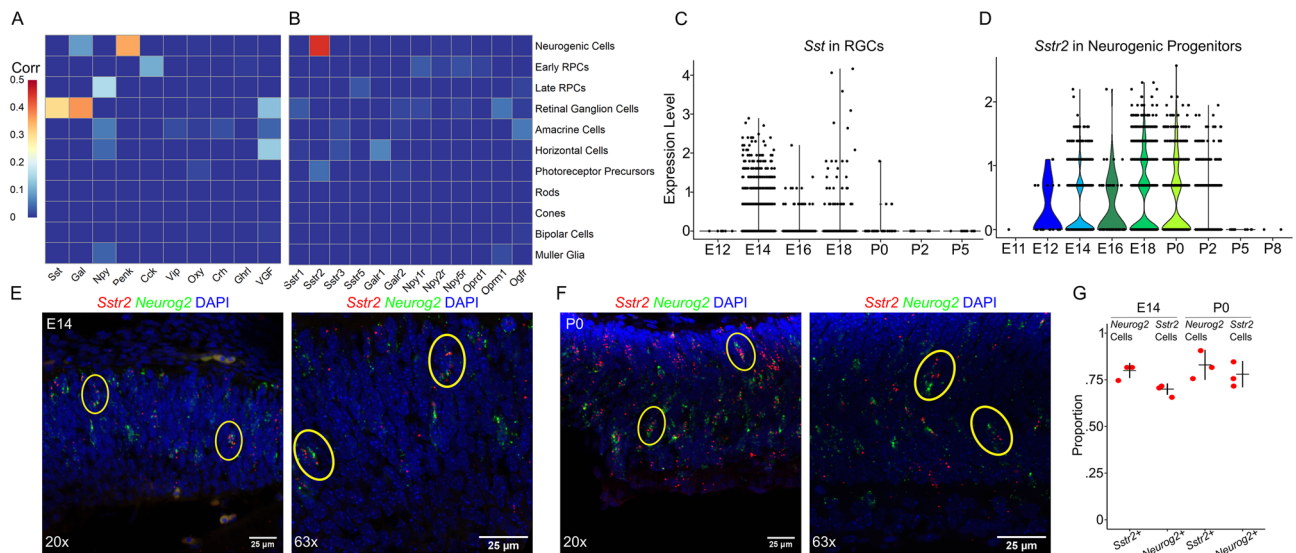 A
B
C
D
Sst in RGCs
Sstr2 in Neurogenic Progenitors
Corr
0.5
0.4
0.3
0.2
0.1
0
Neurogenic Cells
Early RPCs
Late RPCs
Retinal Ganglion Cells
Amacrine Cells
Horizontal Cells
Photoreceptor Precursors
Rods
Cones
Bipolar Cells
Muller Glia
Sst Gal Npy Penk Cck Vip Oxy Crh Ghrl VGF
Sstr1 Sstr2 Sstr3 Sstr5 Galr1 Galr2 Npy1r Npy2r Npy5r Oprd1 Oprm1 Ogfr
Expression Level
4
3
2
1
0
E12 E14 E16 E18 P0 P2 P5
2
1
0
E11 E12 E14 E16 E18 P0 P2 P5 P8
E
Sstr2 Neurog2 DAPI
Sstr2 Neurog2 DAPI
E14
20x
25 µm
63x
25 µm
F
Sstr2 Neurog2 DAPI
Sstr2 Neurog2 DAPI
P0
20x
25 µm
63x
25 µm
G
E14 P0
Neurog2 Sstr2 Neurog2 Sstr2
Cells Cells Cells Cells
Proportion
1
.75
.5
.25
0
Sstr2+ Neurog2+ Sstr2+ Neurog2+